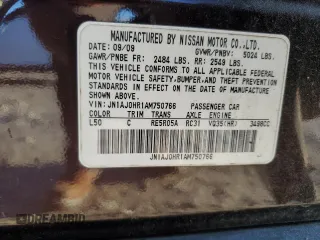 MANUFACTURED BY NISSAN MOTOR CO.,LTD.
DATE: 09/09 GVWR/PNBV: 5024 LBS.
GAWR/PNBE FR: 2484 LBS. RR: 2549 LBS.
THIS VEHICLE CONFORMS TO ALL APPLICABLE FEDERAL
MOTOR VEHICLE SAFETY,BUMPER,AND THEFT PREVENTION
STANDARDS IN EFFECT ON THE DATE OF MANUFACTURE
SHOWN ABOVE.
VIN: JN1AJ0HR1AM750766 PASSENGER CAR
COLOR TRIM TRANS AXLE ENGINE
L50 C RE5R05A RC31 VQ35(HR) 3498CC
JN1AJ0HR1AM750766
© DREAMBID